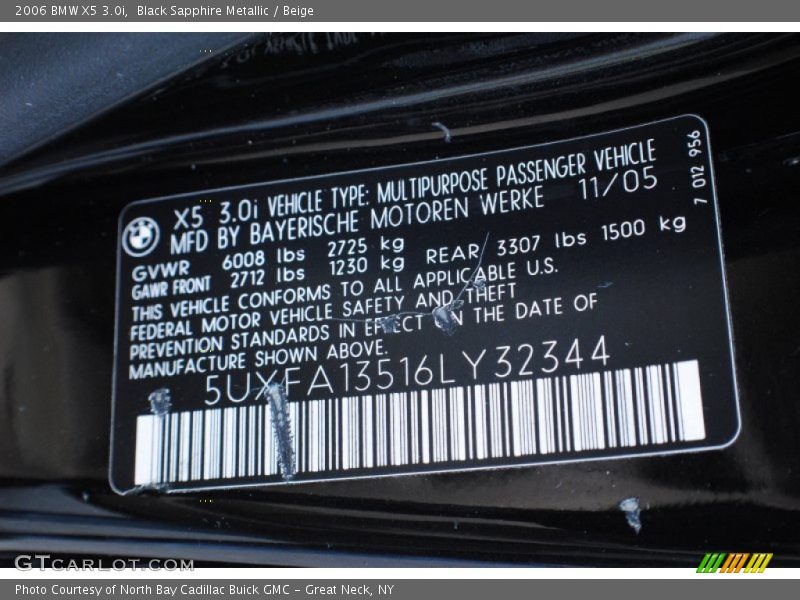 2006 BMW X5 3.0i, Black Sapphire Metallic / Beige
X5 3.0i VEHICLE TYPE: MULTIPURPOSE PASSENGER VEHICLE
MFD BY BAYERISCHE MOTOREN WERKE 11/05
7 012 956
GVWR 6008 lbs 2725 kg
GAWR FRONT 2712 lbs 1230 kg REAR 3307 lbs 1500 kg
THIS VEHICLE CONFORMS TO ALL APPLICABLE U.S.
FEDERAL MOTOR VEHICLE SAFETY AND THEFT
PREVENTION STANDARDS IN EFFECT ON THE DATE OF
MANUFACTURE SHOWN ABOVE.
5UXFA13516LY32344
GTCARLOT.COM
Photo Courtesy of North Bay Cadillac Buick GMC - Great Neck, NY